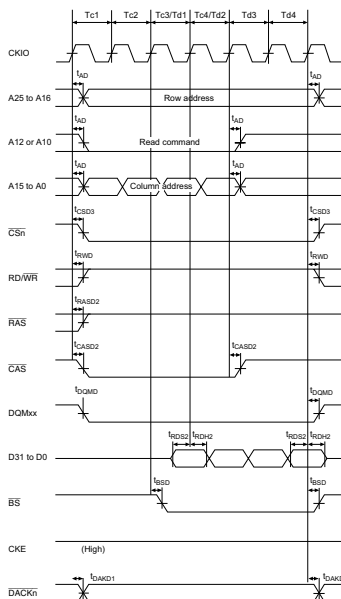 Tc1 Tc2 Tc3/Td1 Tc4/Td2 Td3 Td4
CKIO
tAD tAD
A25 to A16 Row address
tAD tAD
A12 or A10 Read command
tAD tAD
A15 to A0 Column address
tCSD3 tCSD3
CSn
tRWD tRWD
RD/WR
tRASD2
RAS
tCASD2 tCASD2
CAS
tDQMD tDQMD
DQMxx
tRDS2 tRDH2 tRDS2 tRDH2
D31 to D0
tBSD tBSD
BS
CKE (High)
tDAKD1
DACKn